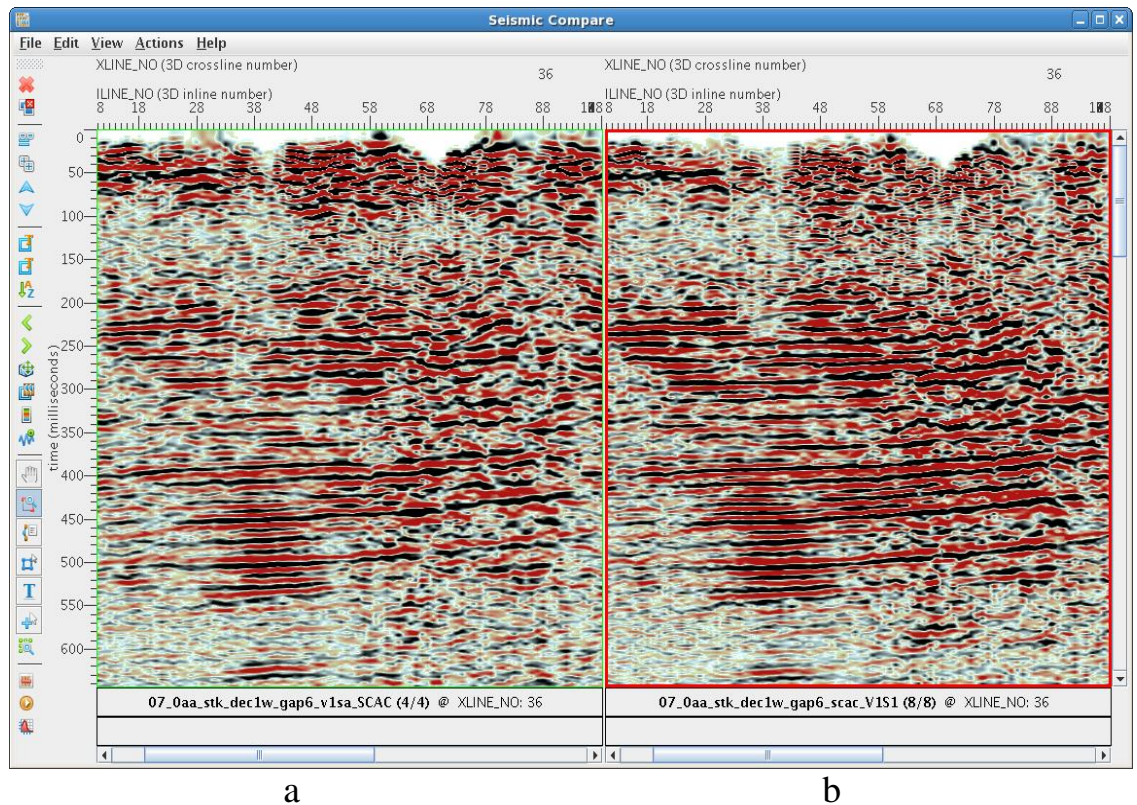 Seismic Compare
File Edit View Actions Help
XLINE_NO (3D crossline number)
36
ILINE_NO (3D inline number)
8 18 28 38 48 58 68 78 88 98
XLINE_NO (3D crossline number)
36
ILINE_NO (3D inline number)
8 18 28 38 48 58 68 78 88 98
time (milliseconds)
0
50
100
150
200
250
300
350
400
450
500
550
600
07_0aa_stk_dec1w_gap6_v1sa_SCAC (4/4) @ XLINE_NO: 36
07_0aa_stk_dec1w_gap6_scac_V1S1 (8/8) @ XLINE_NO: 36
a
b